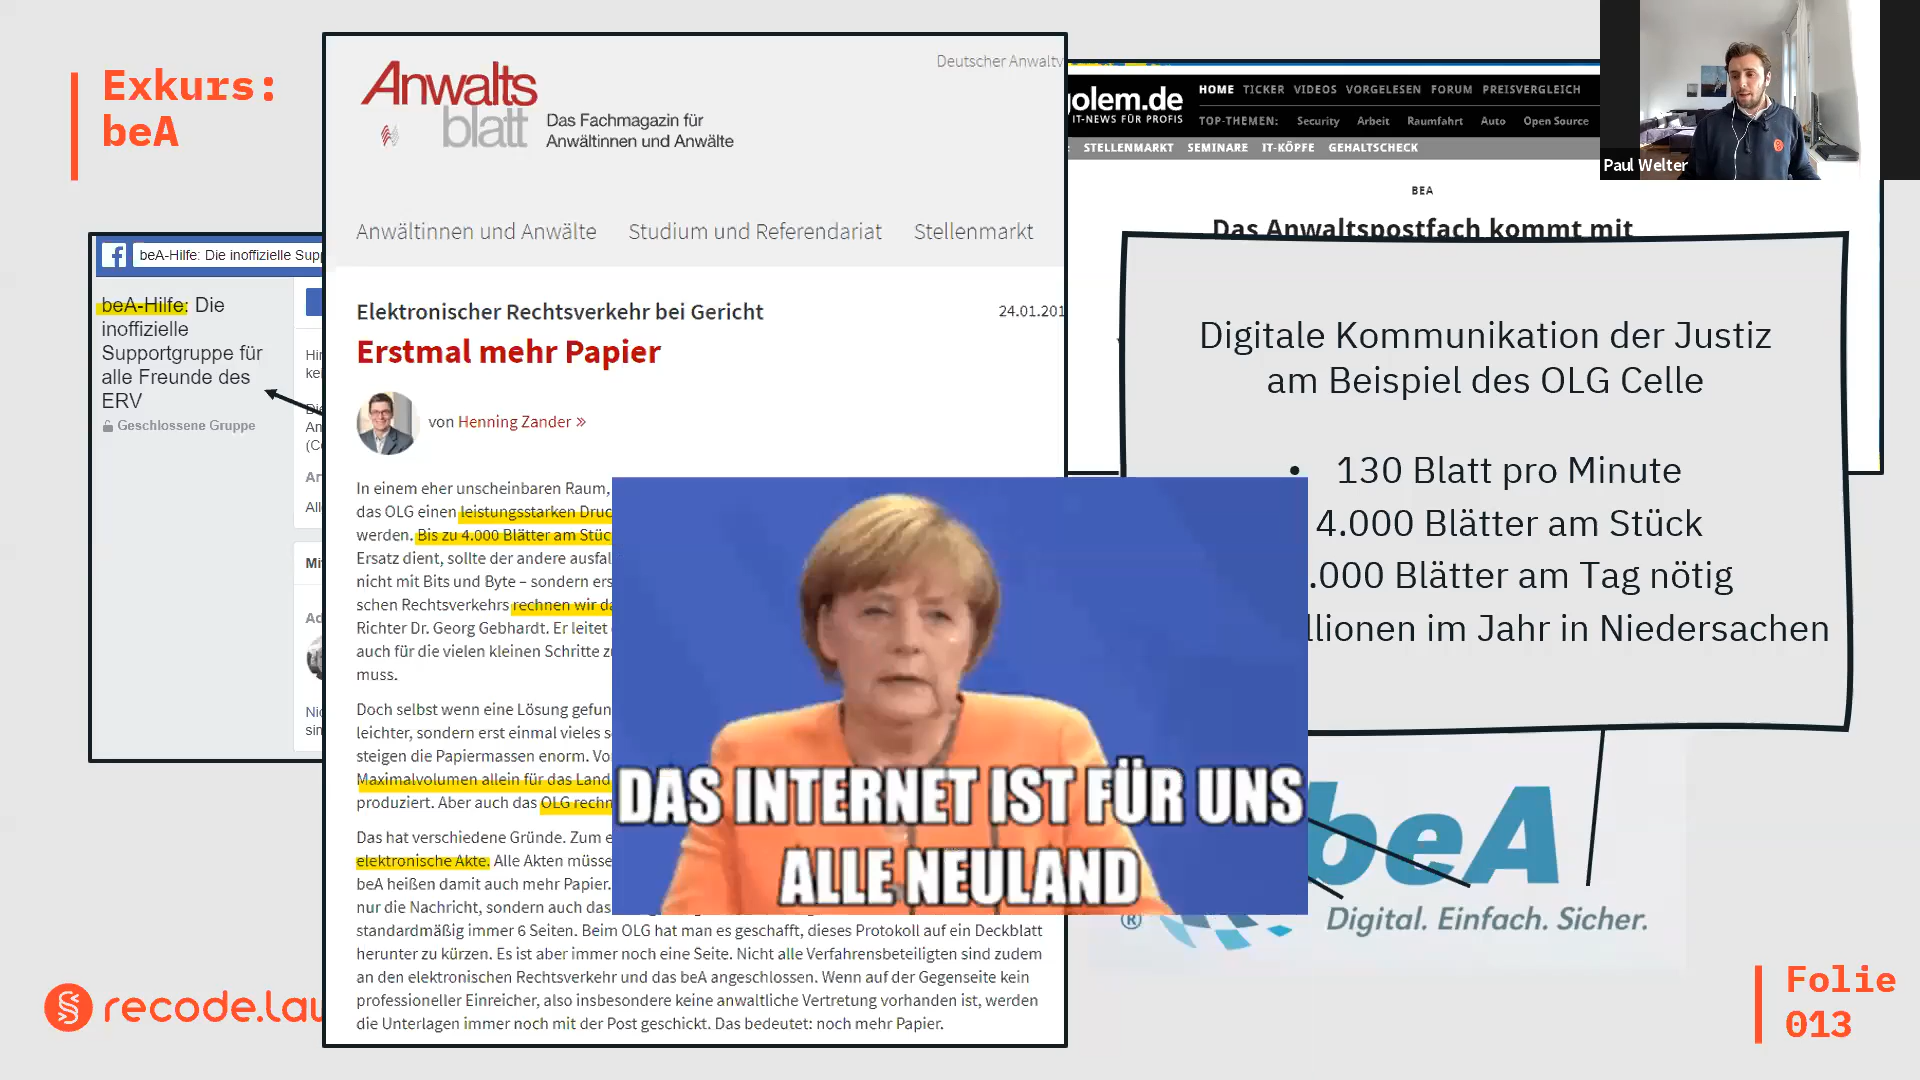 Exkurs:
beA
beA-Hilfe: Die inoffizielle
beA-Hilfe: Die
inoffizielle
Supportgruppe für
alle Freunde des
ERV
Geschlossene Gruppe
Anwalts
blatt
Das Fachmagazin für
Anwältinnen und Anwälte
Deutscher
Anwältinnen und Anwälte Studium und Referendariat Stellenmarkt
Elektronischer Rechtsverkehr bei Gericht
24.01.201
Erstmal mehr Papier
von Henning Zander »
In einem eher unscheinbaren Raum,
das OLG einen leistungsstarken
werden. Bis zu 4.000 Blätter am
Ersatz dient, sollte der andere
nicht mit Bits und Byte – sondern
schen Rechtsverkehrs rechnen wir
Richter Dr. Georg Gebhardt. Er leitet
auch für die vielen kleinen Schritte
muss.
Doch selbst wenn eine Lösung
leichter, sondern erst einmal vieles
steigen die Papiermassen enorm.
Maximalvolumen allein für das Land
produziert. Aber auch das OLG
Das hat verschiedene Gründe. Zum
elektronische Akte. Alle Akten
beA heißen damit auch mehr Papier.
nur die Nachricht, sondern auch das
standardmäßig immer 6 Seiten. Beim OLG hat man es geschafft, dieses Protokoll auf ein Deckblatt
herunter zu kürzen. Es ist aber immer noch eine Seite. Nicht alle Verfahrensbeteiligten sind zudem
an den elektronischen Rechtsverkehr und das beA angeschlossen. Wenn auf der Gegenseite kein
professioneller Einreicher, also insbesondere keine anwaltliche Vertretung vorhanden ist, werden
die Unterlagen immer noch mit der Post geschickt. Das bedeutet: noch mehr Papier.
golem.de
IT-NEWS FÜR PROFIS
HOME TICKER VIDEOS VORGELESEN FORUM PREISVERGLEICH
TOP-THEMEN: Security Arbeit Raumfahrt Auto Open Source
STELLENMARKT SEMINARE IT-KÖPFE GEHALTSCHECK
BEA
Das Anwaltspostfach kommt mit
Paul Welter
Digitale Kommunikation der Justiz
am Beispiel des OLG Celle
• 130 Blatt pro Minute
4.000 Blätter am Stück
.000 Blätter am Tag nötig
llionen im Jahr in Niedersachen
DAS INTERNET IST FÜR UNS
ALLE NEULAND
beA
®
Digital. Einfach. Sicher.
recode.law
Folie
013